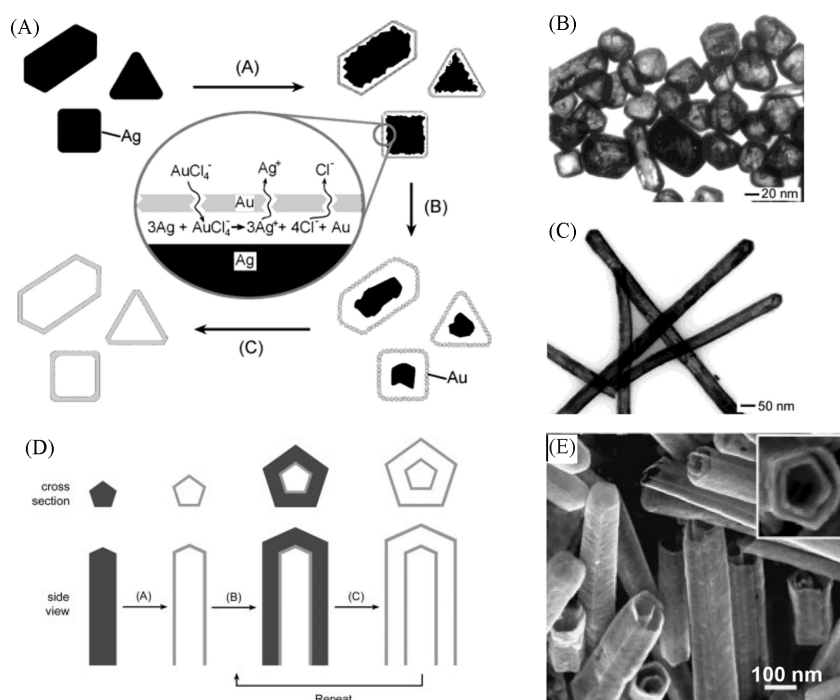 (A)
(A)
Ag
AuCl₄⁻
Ag⁺
Cl⁻
Au
3Ag + AuCl₄⁻→3Ag⁺+ 4Cl⁻+ Au
Ag
(B)
(C)
Au
(B)
20 nm
(C)
50 nm
(D)
cross
section
side
view
(A)
(B)
(C)
Repeat
(E)
100 nm